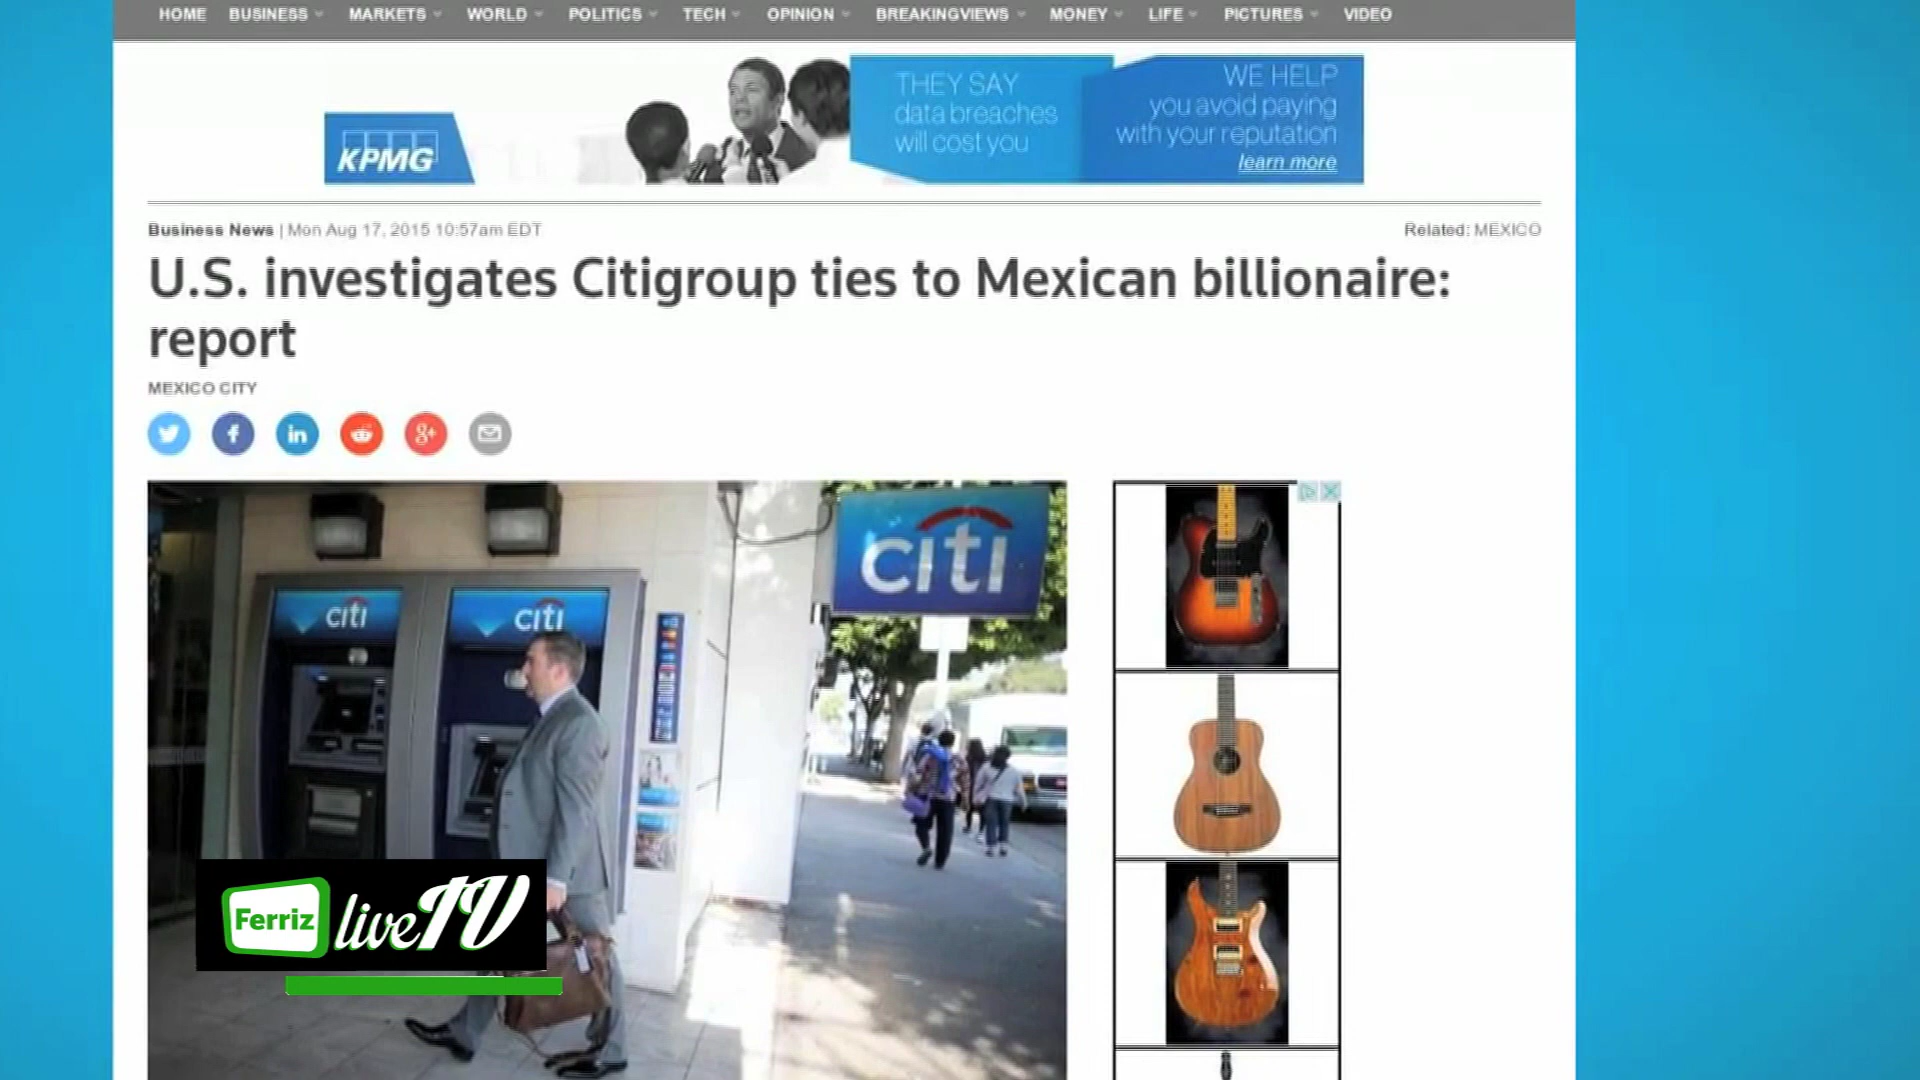 HOME BUSINESS MARKETS WORLD POLITICS TECH OPINION BREAKINGVIEWS MONEY LIFE PICTURES VIDEO
KPMG
THEY SAY
data breaches
will cost you
WE HELP
you avoid paying
with your reputation
learn more
Business News | Mon Aug 17, 2015 10:57am EDT
Related: MEXICO
U.S. investigates Citigroup ties to Mexican billionaire:
report
MEXICO CITY
f in g+
citi
citi
citi
Ferriz liveTV